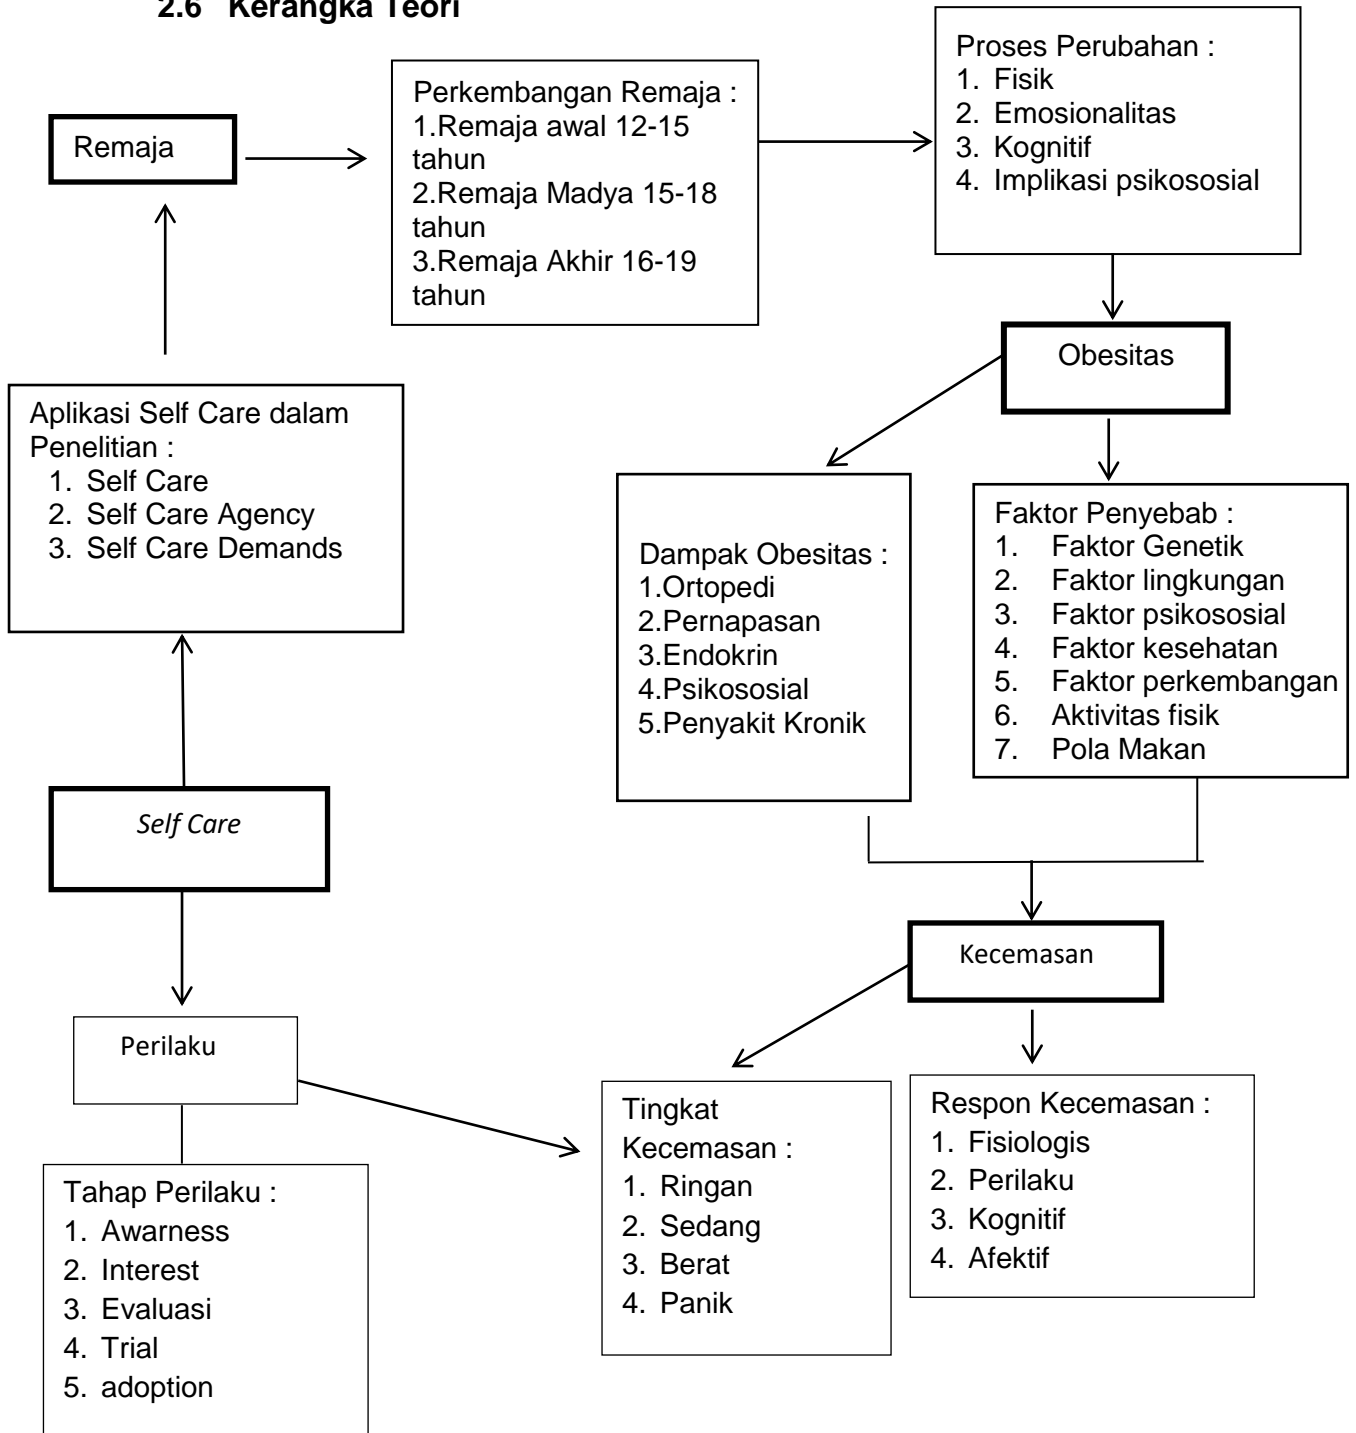 2.6 Kerangka Teori
Remaja
Perkembangan Remaja :
1.Remaja awal 12-15
tahun
2.Remaja Madya 15-18
tahun
3.Remaja Akhir 16-19
tahun
Proses Perubahan :
1. Fisik
2. Emosionalitas
3. Kognitif
4. Implikasi psikososial
Obesitas
Aplikasi Self Care dalam
Penelitian :
1. Self Care
2. Self Care Agency
3. Self Care Demands
Dampak Obesitas :
1.Ortopedi
2.Pernapasan
3.Endokrin
4.Psikososial
5.Penyakit Kronik
Faktor Penyebab :
1. Faktor Genetik
2. Faktor lingkungan
3. Faktor psikososial
4. Faktor kesehatan
5. Faktor perkembangan
6. Aktivitas fisik
7. Pola Makan
Self Care
Kecemasan
Perilaku
Tahap Perilaku :
1. Awarness
2. Interest
3. Evaluasi
4. Trial
5. adoption
Tingkat
Kecemasan :
1. Ringan
2. Sedang
3. Berat
4. Panik
Respon Kecemasan :
1. Fisiologis
2. Perilaku
3. Kognitif
4. Afektif